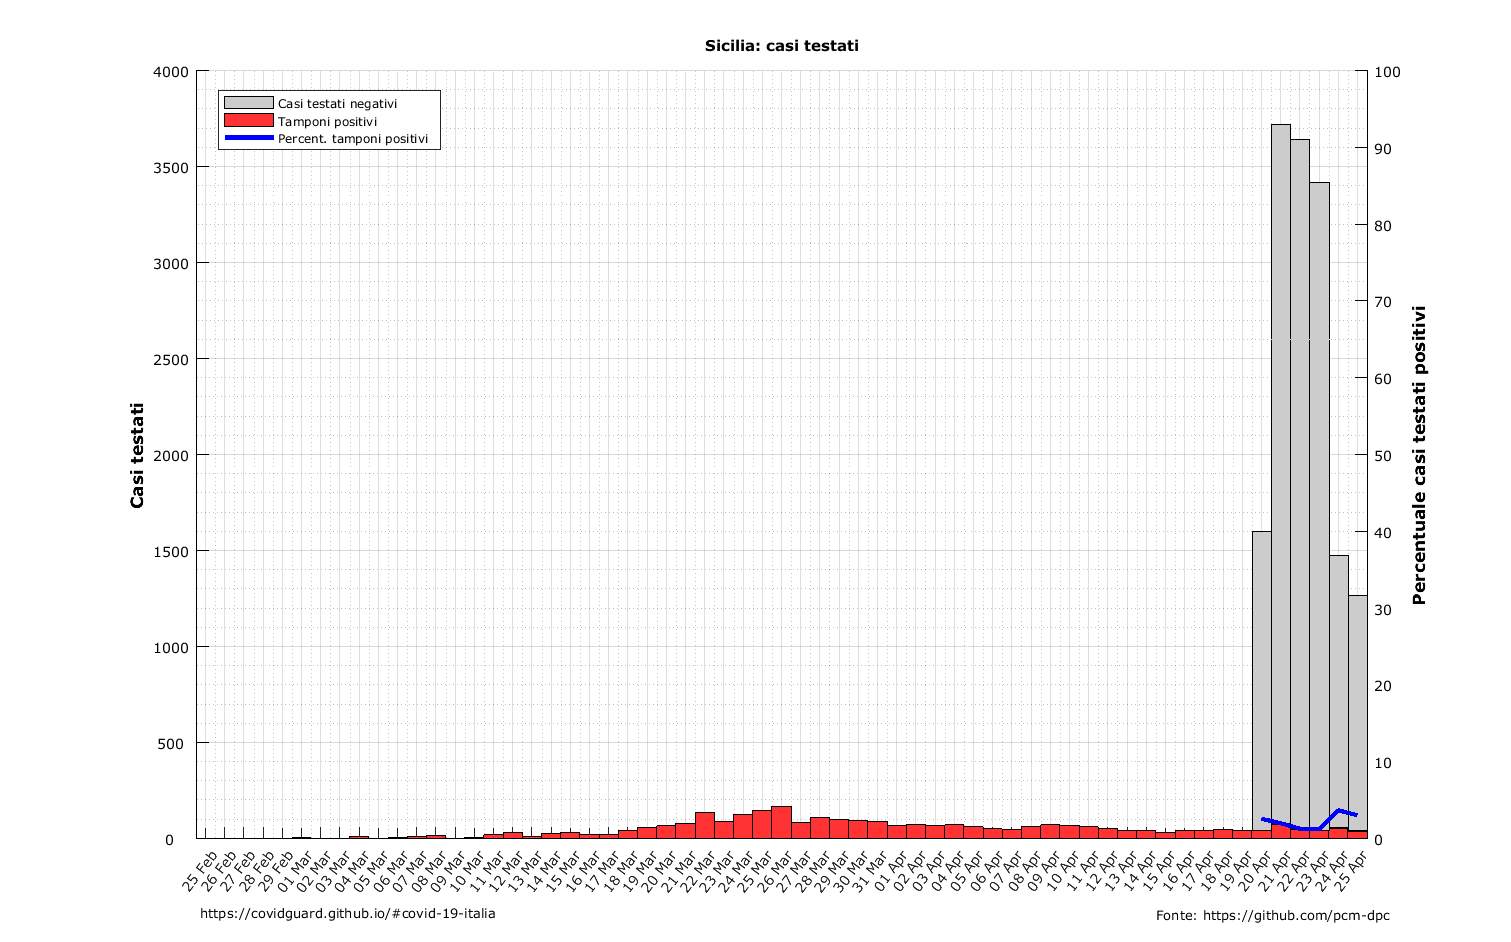 Sicilia: casi testati
Casi testati negativi
Tamponi positivi
Percent. tamponi positivi
4000
3500
3000
2500
2000
1500
1000
500
0
Casi testati
100
90
80
70
60
50
40
30
20
10
0
Percentuale casi testati positivi
25 Feb
26 Feb
27 Feb
28 Feb
29 Feb
01 Mar
02 Mar
03 Mar
04 Mar
05 Mar
06 Mar
07 Mar
08 Mar
09 Mar
10 Mar
11 Mar
12 Mar
13 Mar
14 Mar
15 Mar
16 Mar
17 Mar
18 Mar
19 Mar
20 Mar
21 Mar
22 Mar
23 Mar
24 Mar
25 Mar
26 Mar
27 Mar
28 Mar
29 Mar
30 Mar
31 Mar
01 Apr
02 Apr
03 Apr
04 Apr
05 Apr
06 Apr
07 Apr
08 Apr
09 Apr
10 Apr
11 Apr
12 Apr
13 Apr
14 Apr
15 Apr
16 Apr
17 Apr
18 Apr
19 Apr
20 Apr
21 Apr
22 Apr
23 Apr
24 Apr
25 Apr
https://covidguard.github.io/#covid-19-italia
Fonte: https://github.com/pcm-dpc